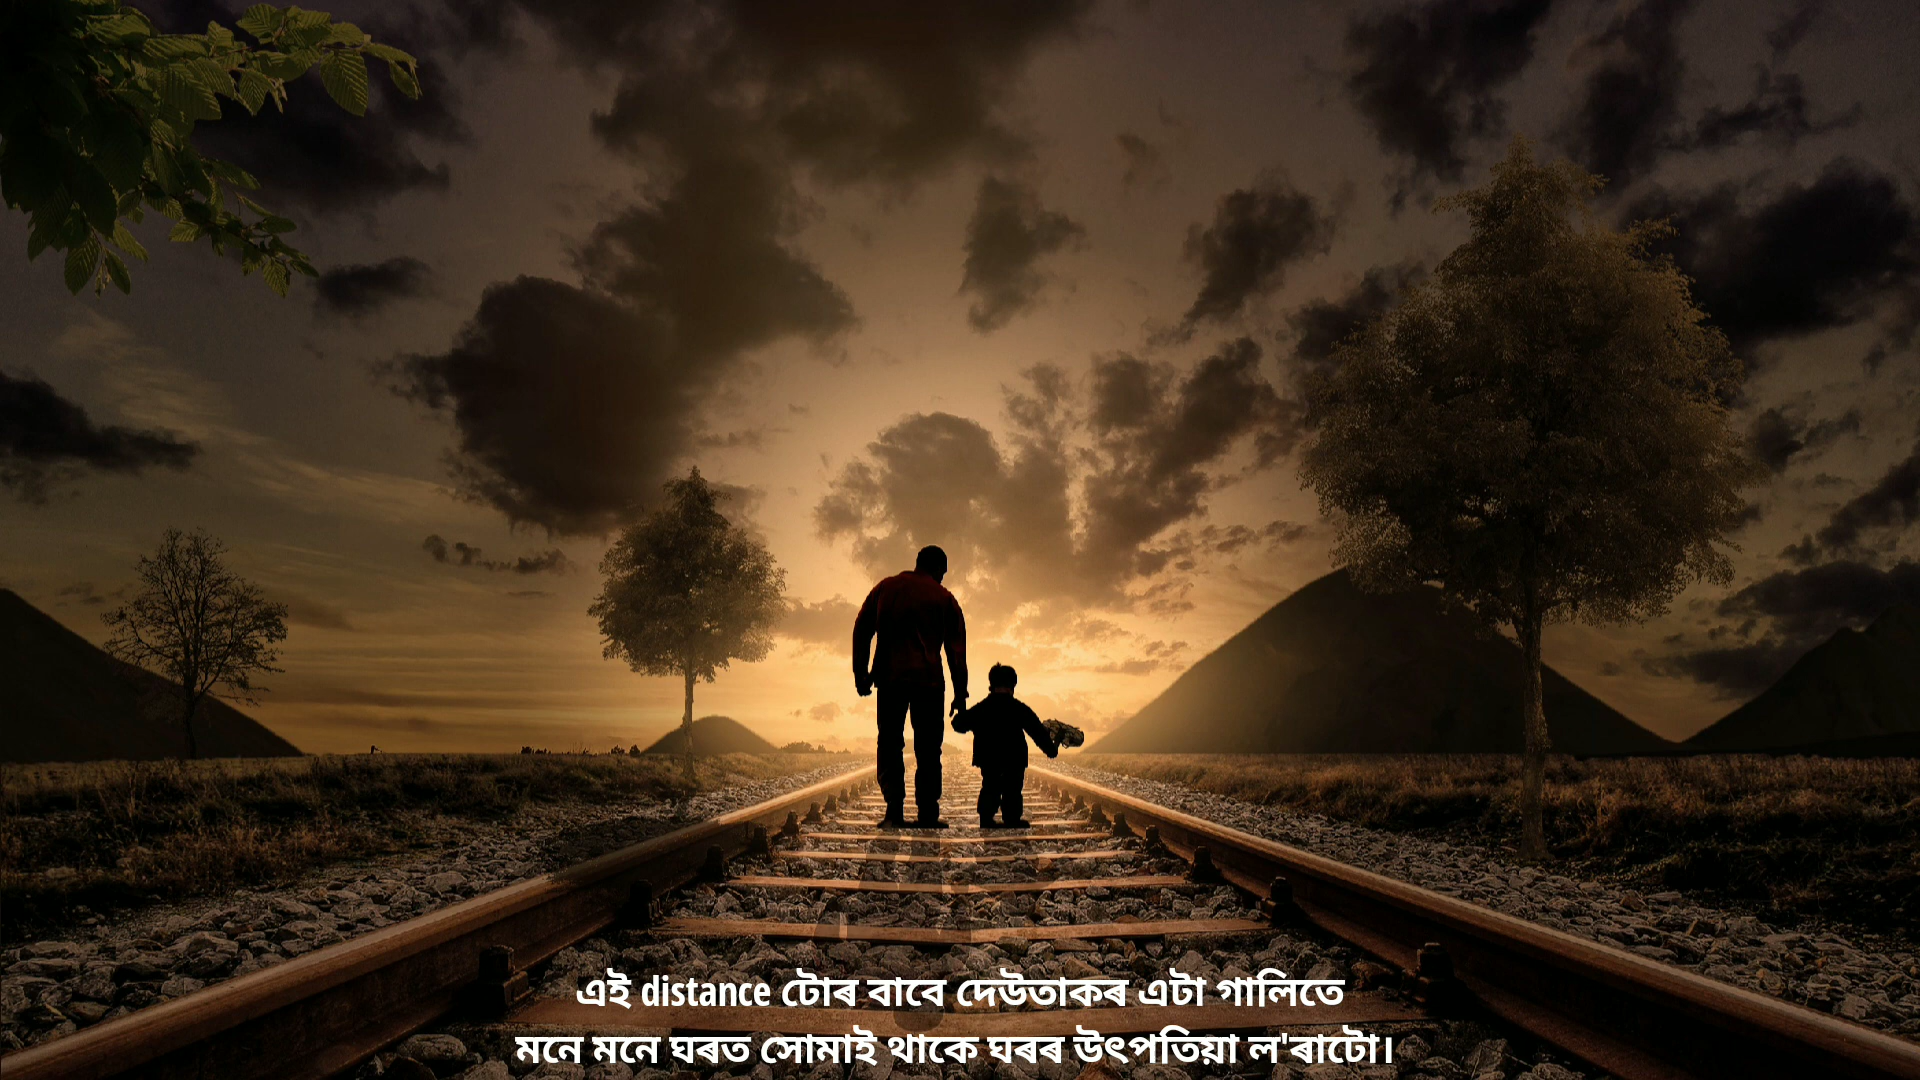 এই distance টোৰ বাবে দেউতাকৰ এটা গালিতে
মনে মনে ঘৰত সোমাই থাকে ঘৰৰ উৎপতিয়া ল'ৰাটো।